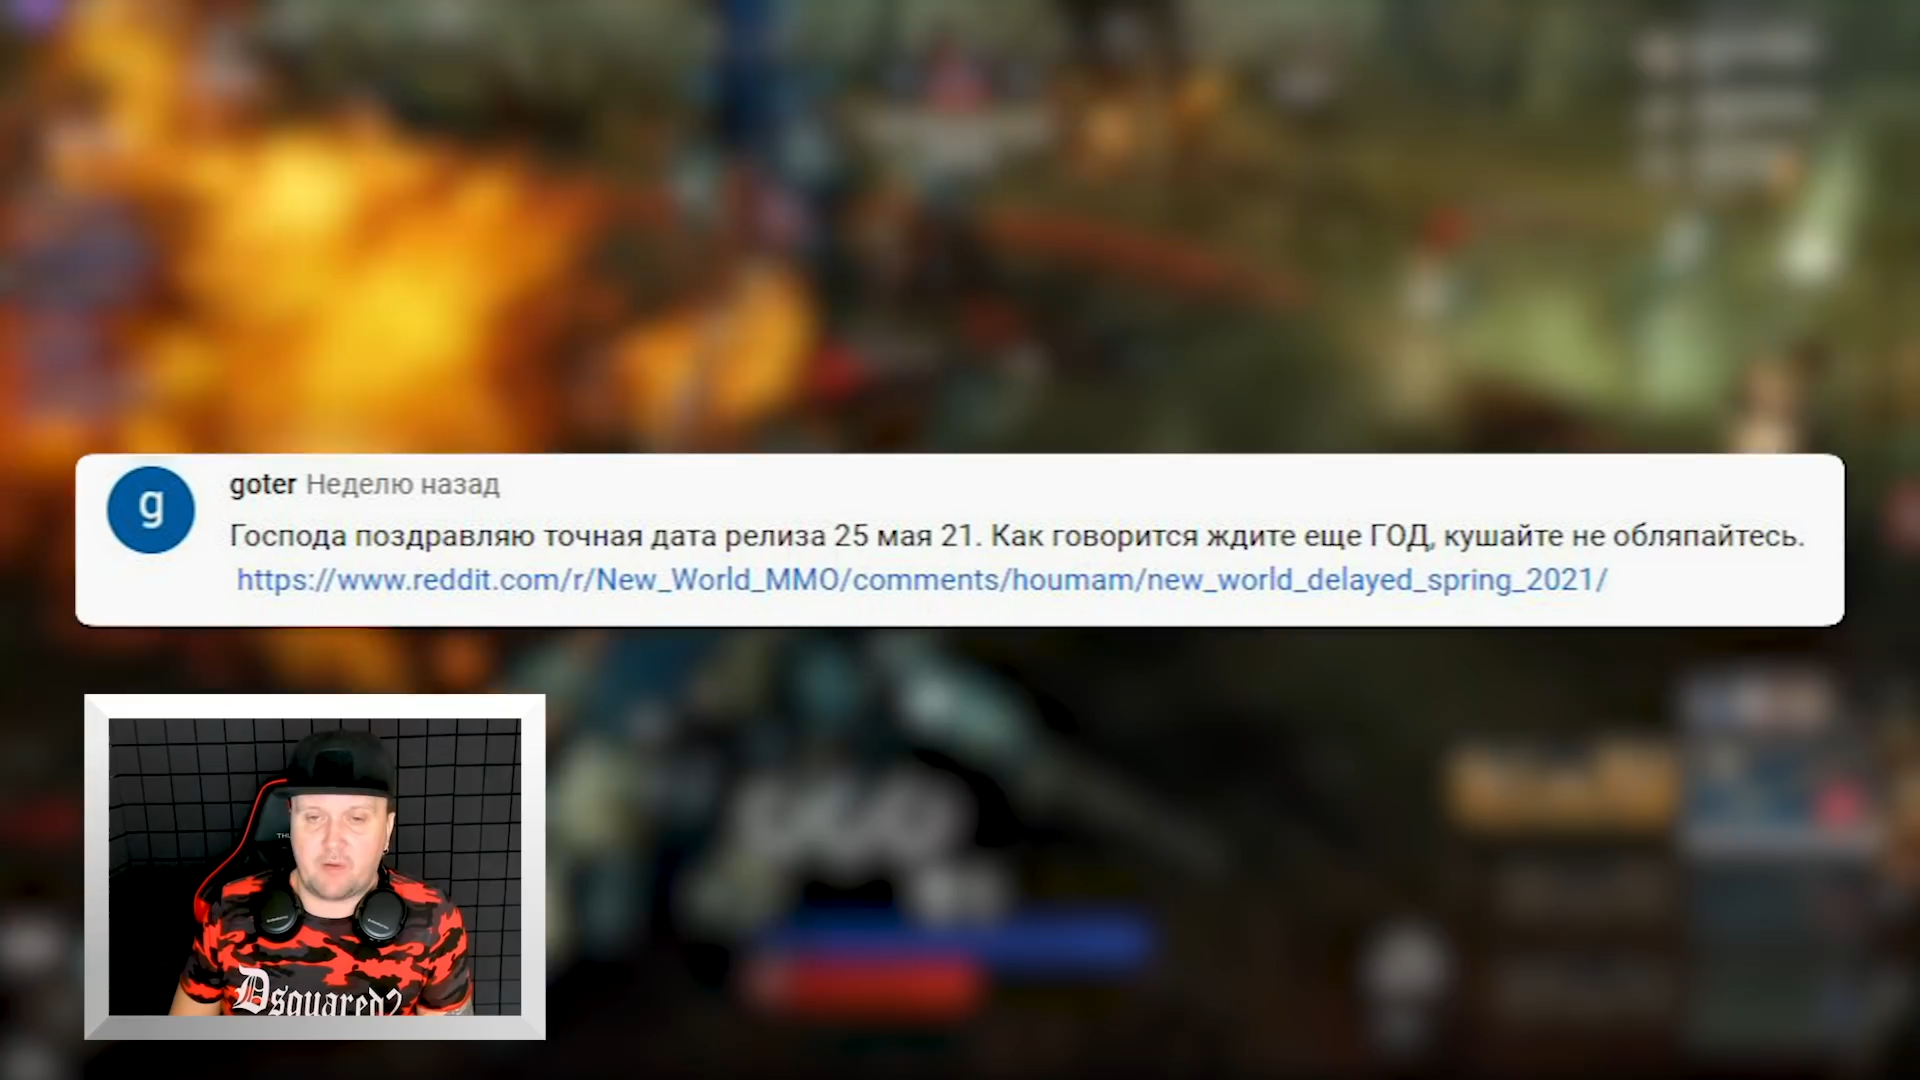 g
goter Неделю назад
Господа поздравляю точная дата релиза 25 мая 21. Как говорится ждите еще ГОД, кушайте не обляпайтесь.
https://www.reddit.com/r/New_World_MMO/comments/houmam/new_world_delayed_spring_2021/
THU
Dsquared2